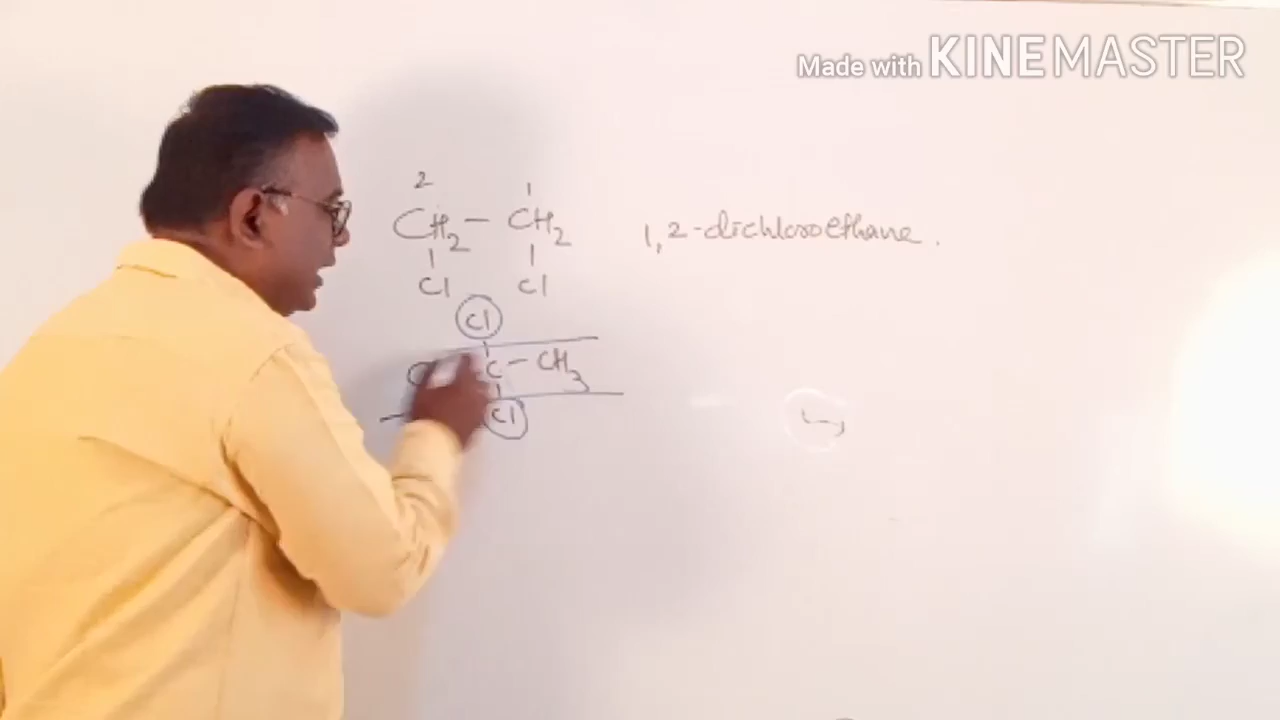 Made with KINEMASTER
2 1
CH2 - CH2 1,2-dichloroethane.
Cl Cl
Cl
C C - CH3
Cl